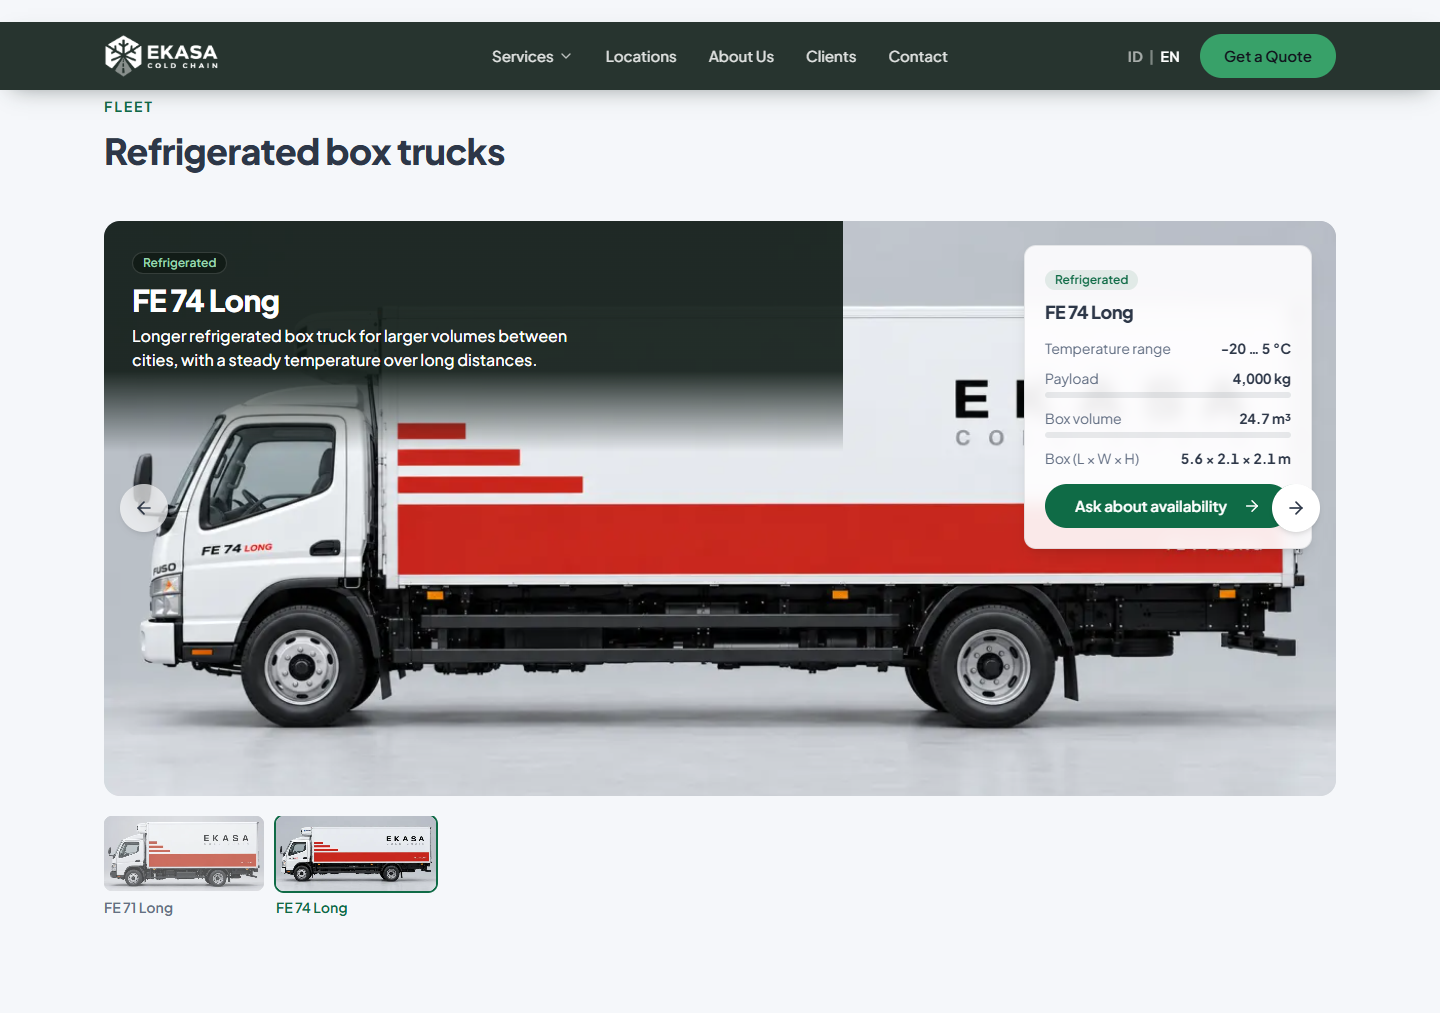 EKASA
COLD CHAIN
Services
Locations
About Us
Clients
Contact
ID | EN
Get a Quote
FLEET
Refrigerated box trucks
Refrigerated
FE 74 Long
Longer refrigerated box truck for larger volumes between
cities, with a steady temperature over long distances.
Refrigerated
FE 74 Long
Temperature range -20 … 5 °C
Payload 4,000 kg
Box volume 24.7 m³
Box (L × W × H) 5.6 × 2.1 × 2.1 m
Ask about availability
FE 74 LONG
FUSO
EKASA
EKASA
FE 71 Long
FE 74 Long